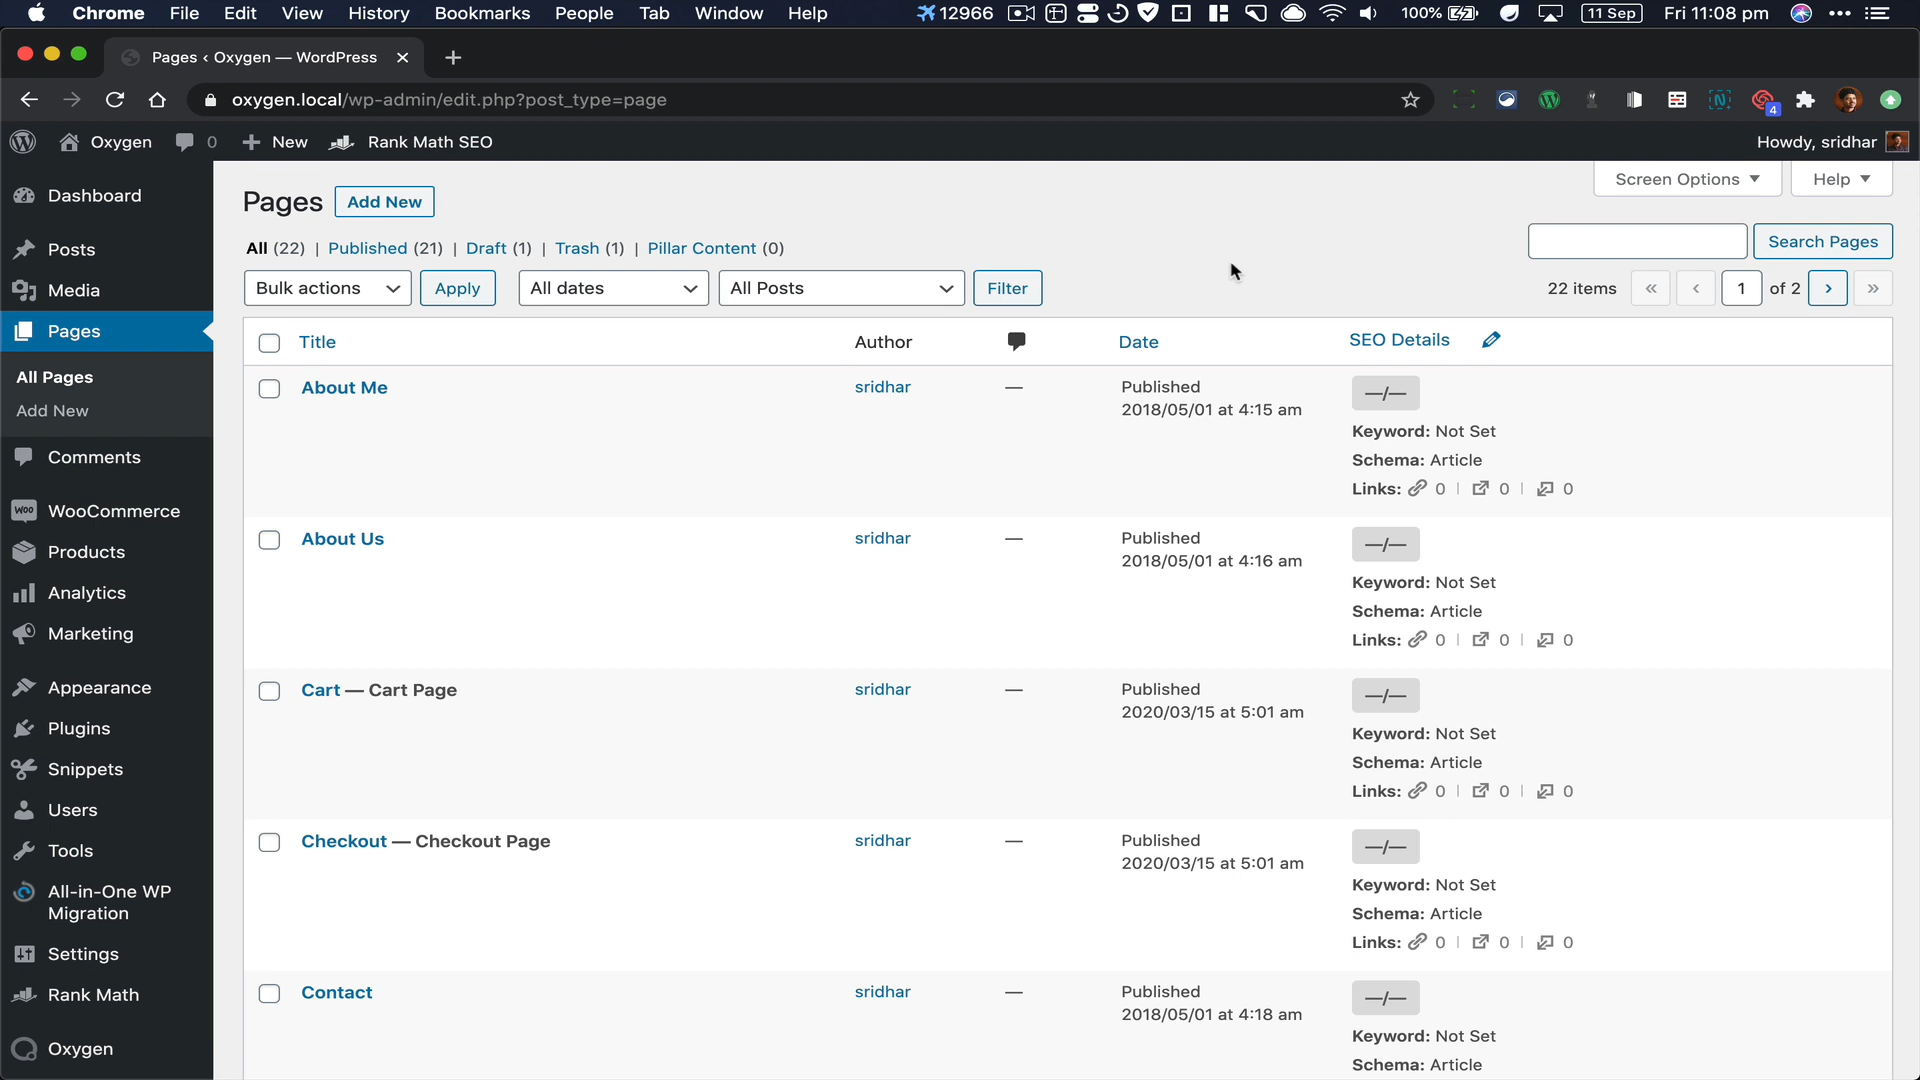 Chrome File Edit View History Bookmarks People Tab Window Help 12966 100% 11 Sep Fri 11:08 pm
Pages ‹ Oxygen — WordPress
oxygen.local/wp-admin/edit.php?post_type=page 4
Oxygen 0 New Rank Math SEO Howdy, sridhar
Dashboard
Posts
Media
Pages
All Pages
Add New
Comments
WooCommerce
Products
Analytics
Marketing
Appearance
Plugins
Snippets
Users
Tools
All-in-One WP
Migration
Settings
Rank Math
Oxygen
Screen Options Help
Pages Add New
All (22) | Published (21) | Draft (1) | Trash (1) | Pillar Content (0)
Search Pages
Bulk actions Apply All dates All Posts Filter 22 items « ‹ 1 of 2 › »
Title Author Date SEO Details
About Me sridhar — Published —/—
2018/05/01 at 4:15 am
Keyword: Not Set
Schema: Article
Links: 0 | 0 | 0
About Us sridhar — Published —/—
2018/05/01 at 4:16 am
Keyword: Not Set
Schema: Article
Links: 0 | 0 | 0
Cart — Cart Page sridhar — Published —/—
2020/03/15 at 5:01 am
Keyword: Not Set
Schema: Article
Links: 0 | 0 | 0
Checkout — Checkout Page sridhar — Published —/—
2020/03/15 at 5:01 am
Keyword: Not Set
Schema: Article
Links: 0 | 0 | 0
Contact sridhar — Published —/—
2018/05/01 at 4:18 am
Keyword: Not Set
Schema: Article